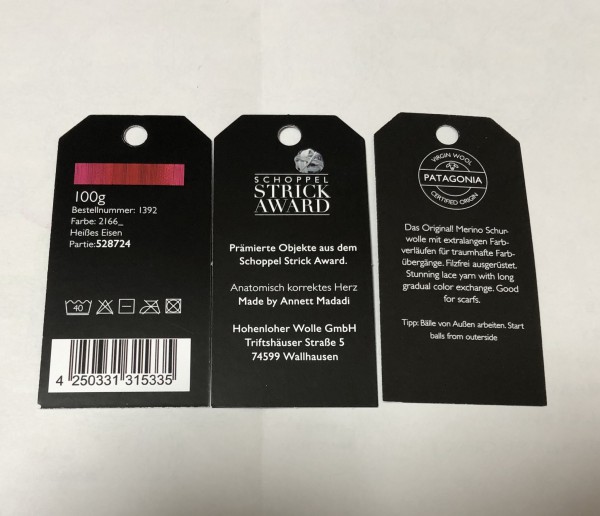 100g
Bestellnummer: 1392
Farbe: 2166_
Heißes Eisen
Partie:528724
40
4 250331 315335
SCHOPPEL
STRICK
AWARD
Prämierte Objekte aus dem
Schoppel Strick Award.
Anatomisch korrektes Herz
Made by Annett Madadi
Hohenloher Wolle GmbH
Triftshäuser Straße 5
74599 Wallhausen
VIRGIN WOOL
PATAGONIA
CERTIFIED ORIGIN
Das Original! Merino Schur-
wolle mit extralangen Farb-
verläufen für traumhafte Farb-
übergänge. Filzfrei ausgerüstet.
Stunning lace yarn with long
gradual color exchange. Good
for scarfs.
Tipp: Bälle von Außen arbeiten. Start
balls from outerside